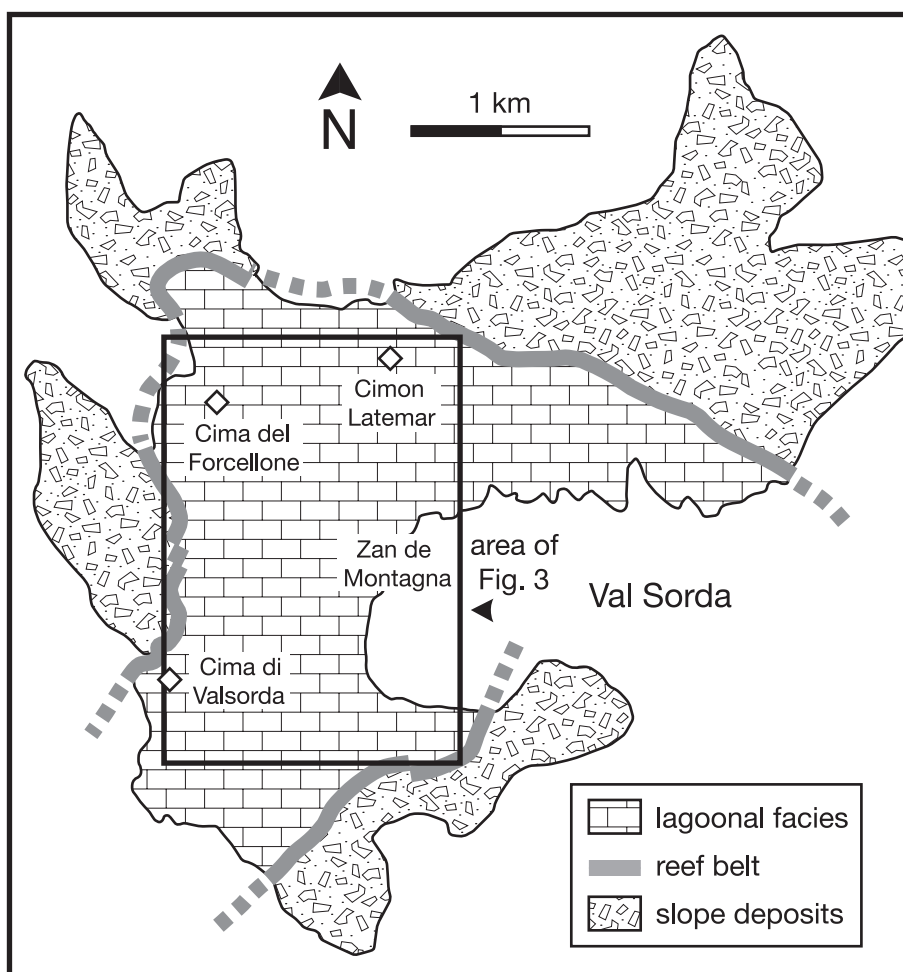 1 km
N
Cimon
Latemar
Cima del
Forcellone
Zan de
Montagna
area of
Fig. 3
Val Sorda
Cima di
Valsorda
lagoonal facies
reef belt
slope deposits